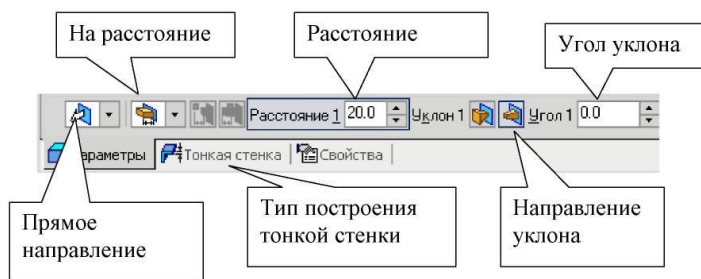 На расстояние
Расстояние
Угол уклона
Расстояние 1 20.0 Уклон 1 Угол 1 0.0
Параметры Тонкая стенка Свойства
Прямое
направление
Тип построения
тонкой стенки
Направление
уклона